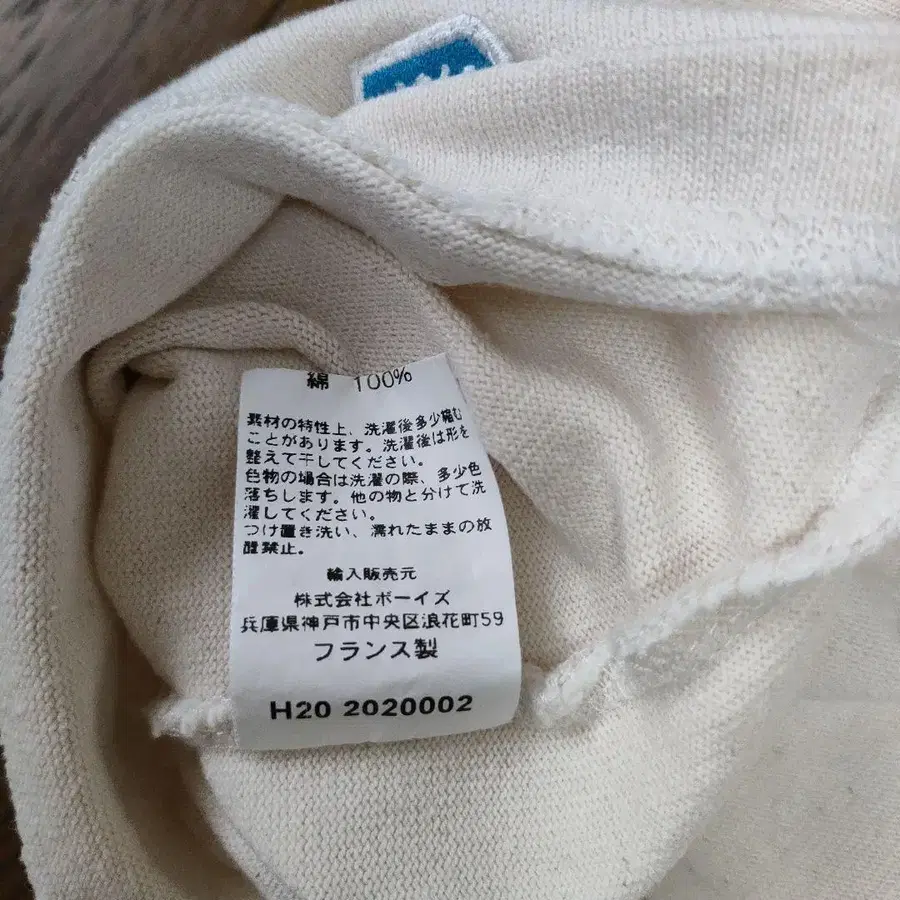 綿 100%
素材の特性上、洗濯後多少縮む
ことがあります。洗濯後は形を
整えて干してください。
色物の場合は洗濯の際、多少色
落ちします。他の物と分けて洗
濯してください。
つけ置き洗い、濡れたままの放
置禁止。
輸入販売元
株式会社ボーイズ
兵庫県神戸市中央区浪花町59
フランス製
H20 2020002